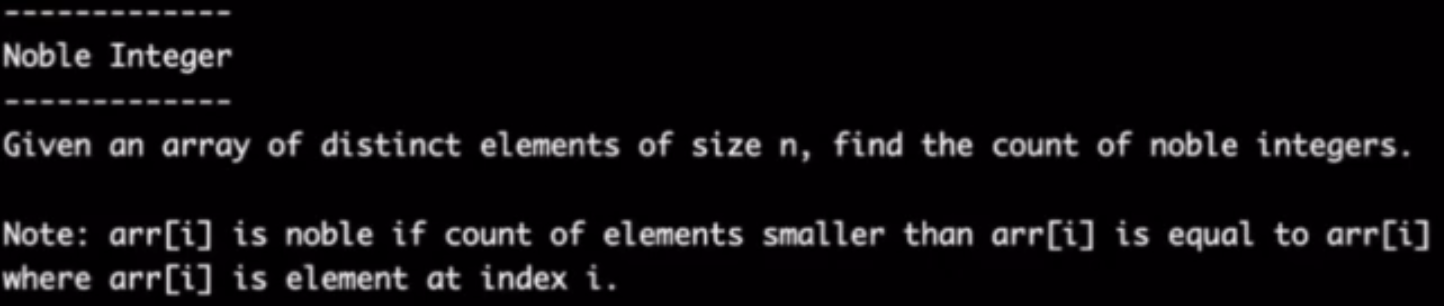 -------------
Noble Integer
-------------
Given an array of distinct elements of size n, find the count of noble integers.
Note: arr[i] is noble if count of elements smaller than arr[i] is equal to arr[i]
where arr[i] is element at index i.